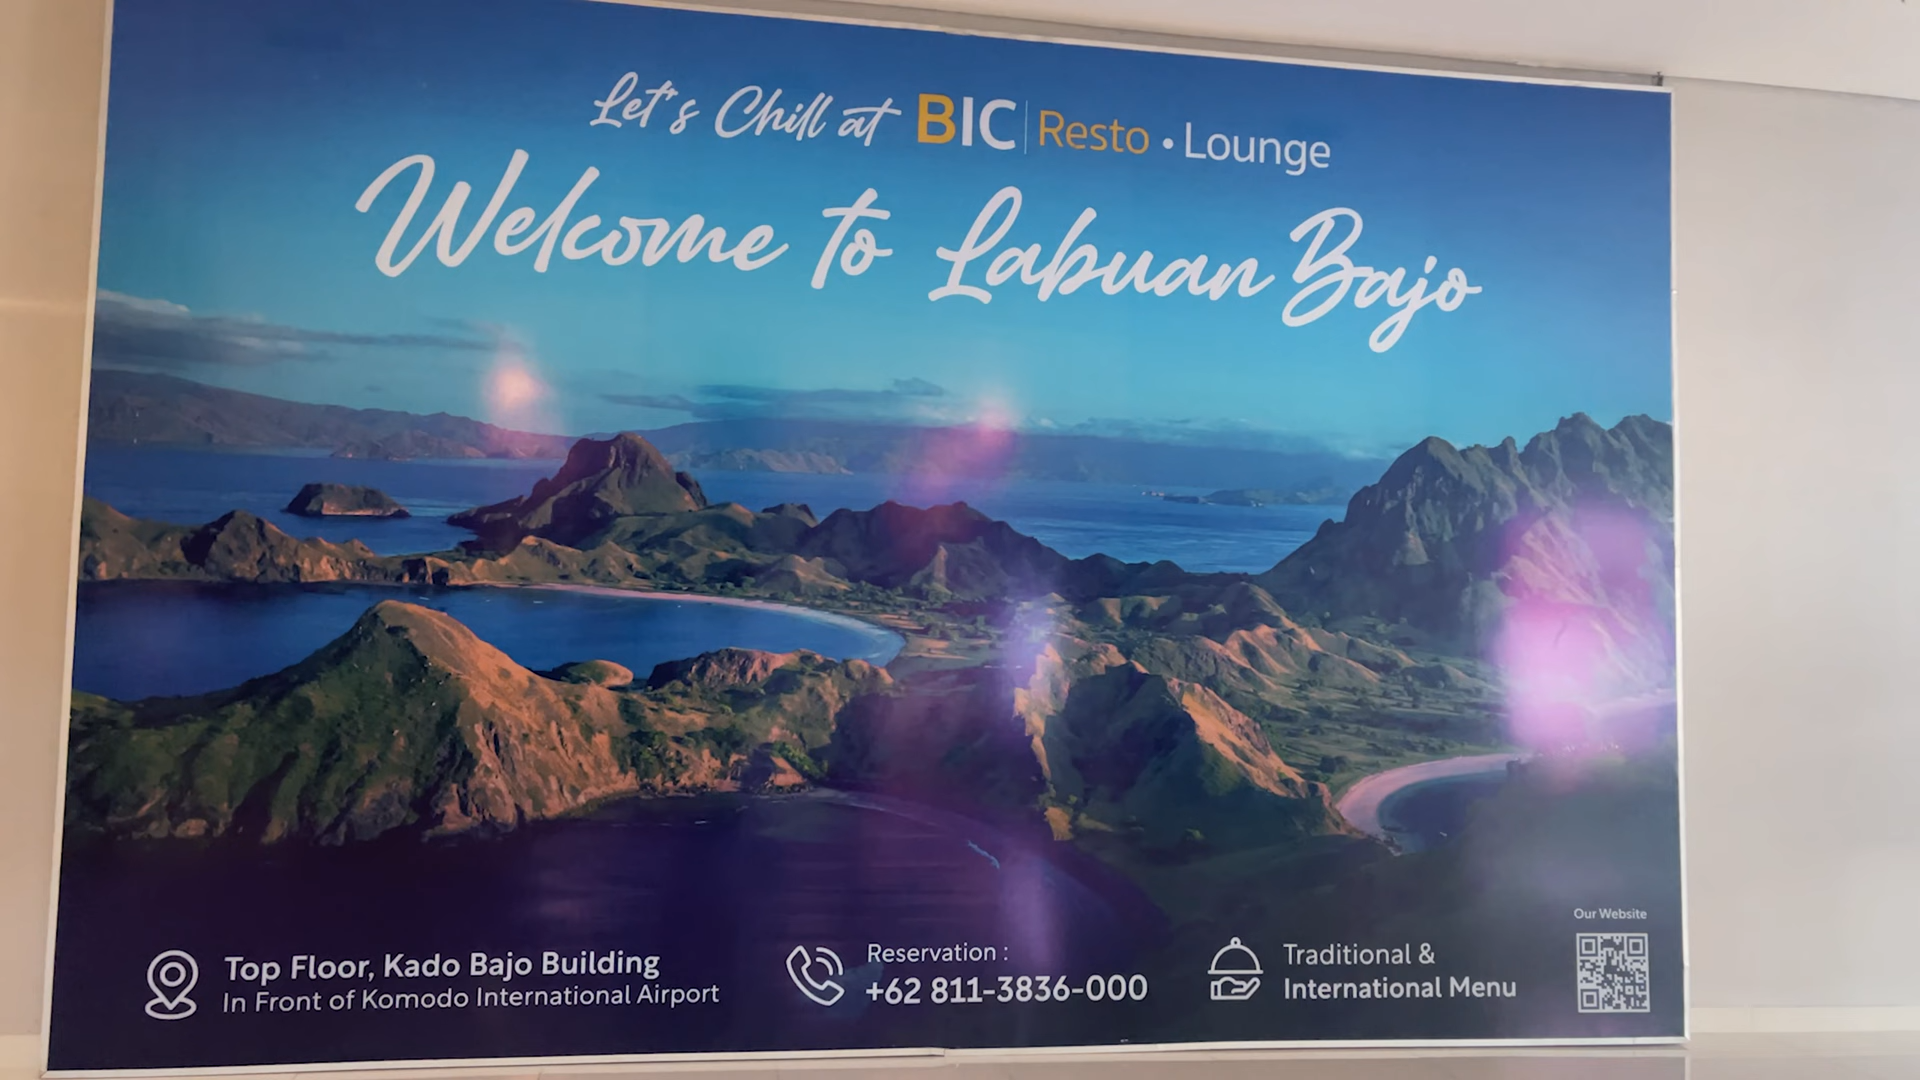 Let's Chill at BIC | Resto • Lounge
Welcome to Labuan Bajo
Top Floor, Kado Bajo Building
In Front of Komodo International Airport
Reservation :
+62 811-3836-000
Traditional &
International Menu
Our Website